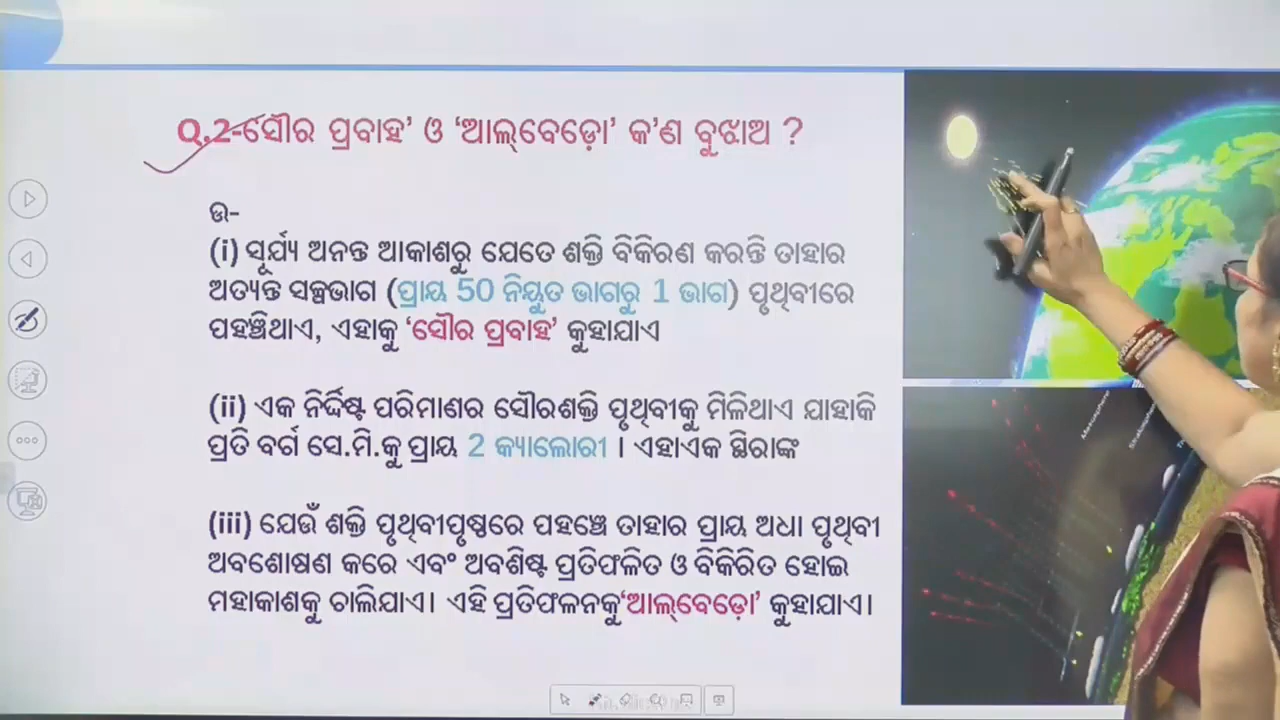 Q.2-ସୌର ପ୍ରବାହ’ ଓ ‘ଆଲ୍‌ବେଡ଼ୋ’ କ’ଣ ବୁଝାଅ ?
ଉ-
(i) ସୂର୍ଯ୍ୟ ଅନନ୍ତ ଆକାଶରୁ ଯେତେ ଶକ୍ତି ବିକିରଣ କରନ୍ତି ତାହାର
ଅତ୍ୟନ୍ତ ସଳ୍ପଭାଗ (ପ୍ରାୟ 50 ନିୟୁତ ଭାଗରୁ 1 ଭାଗ) ପୃଥିବୀରେ
ପହଞ୍ଚିଥାଏ, ଏହାକୁ ‘ସୌର ପ୍ରବାହ’ କୁହାଯାଏ
(ii) ଏକ ନିର୍ଦ୍ଦିଷ୍ଟ ପରିମାଣର ସୌରଶକ୍ତି ପୃଥିବୀକୁ ମିଳିଥାଏ ଯାହାକି
ପ୍ରତି ବର୍ଗ ସେ.ମି.କୁ ପ୍ରାୟ 2 କ୍ୟାଲୋରୀ । ଏହାଏକ ସ୍ଥିରାଙ୍କ
(iii) ଯେଉଁ ଶକ୍ତି ପୃଥିବୀପୃଷ୍ଠରେ ପହଞ୍ଚେ ତାହାର ପ୍ରାୟ ଅଧା ପୃଥିବୀ
ଅବଶୋଷଣ କରେ ଏବଂ ଅବଶିଷ୍ଟ ପ୍ରତିଫଳିତ ଓ ବିକିରିତ ହୋଇ
ମହାକାଶକୁ ଚାଲିଯାଏ। ଏହି ପ୍ରତିଫଳନକୁ‘ଆଲ୍‌ବେଡ଼ୋ’ କୁହାଯାଏ।